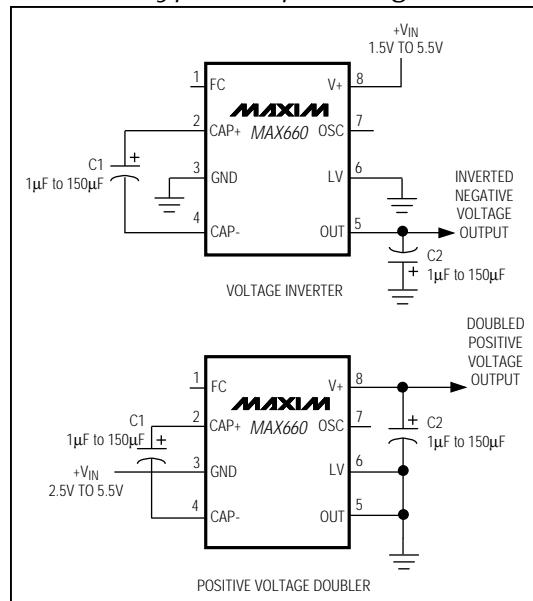 +VIN
1.5V TO 5.5V
1 FC
V+ 8
MAXIM
2 CAP+
MAX660
OSC 7
C1
1µF to 150µF
+
3 GND
LV 6
INVERTED
NEGATIVE
VOLTAGE
OUTPUT
4 CAP-
OUT 5
C2
+ 1µF to 150µF
VOLTAGE INVERTER
DOUBLED
POSITIVE
VOLTAGE
OUTPUT
1 FC
V+ 8
MAXIM
C1
1µF to 150µF
+
2 CAP+
MAX660
OSC 7
+
C2
1µF to 150µF
+VIN
2.5V TO 5.5V
3 GND
LV 6
4 CAP-
OUT 5
POSITIVE VOLTAGE DOUBLER